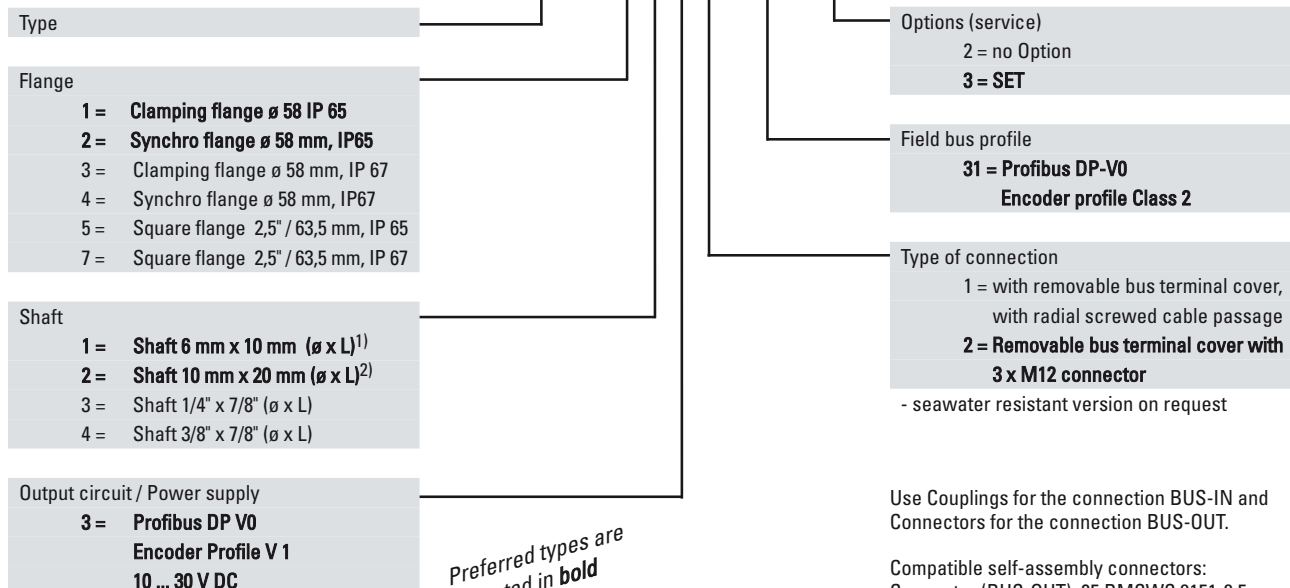 Type
Flange
1 = Clamping flange ø 58 IP 65
2 = Synchro flange ø 58 mm, IP65
3 = Clamping flange ø 58 mm, IP 67
4 = Synchro flange ø 58 mm, IP67
5 = Square flange 2,5" / 63,5 mm, IP 65
7 = Square flange 2,5" / 63,5 mm, IP 67
Shaft
1 = Shaft 6 mm x 10 mm (ø x L)1)
2 = Shaft 10 mm x 20 mm (ø x L)2)
3 = Shaft 1/4" x 7/8" (ø x L)
4 = Shaft 3/8" x 7/8" (ø x L)
Output circuit / Power supply
3 = Profibus DP V0
Encoder Profile V 1
10 ... 30 V DC
Preferred types are
in bold
Options (service)
2 = no Option
3 = SET
Field bus profile
31 = Profibus DP-V0
Encoder profile Class 2
Type of connection
1 = with removable bus terminal cover,
with radial screwed cable passage
2 = Removable bus terminal cover with
3 x M12 connector
- seawater resistant version on request
Use Couplings for the connection BUS-IN and
Connectors for the connection BUS-OUT.
Compatible self-assembly connectors: